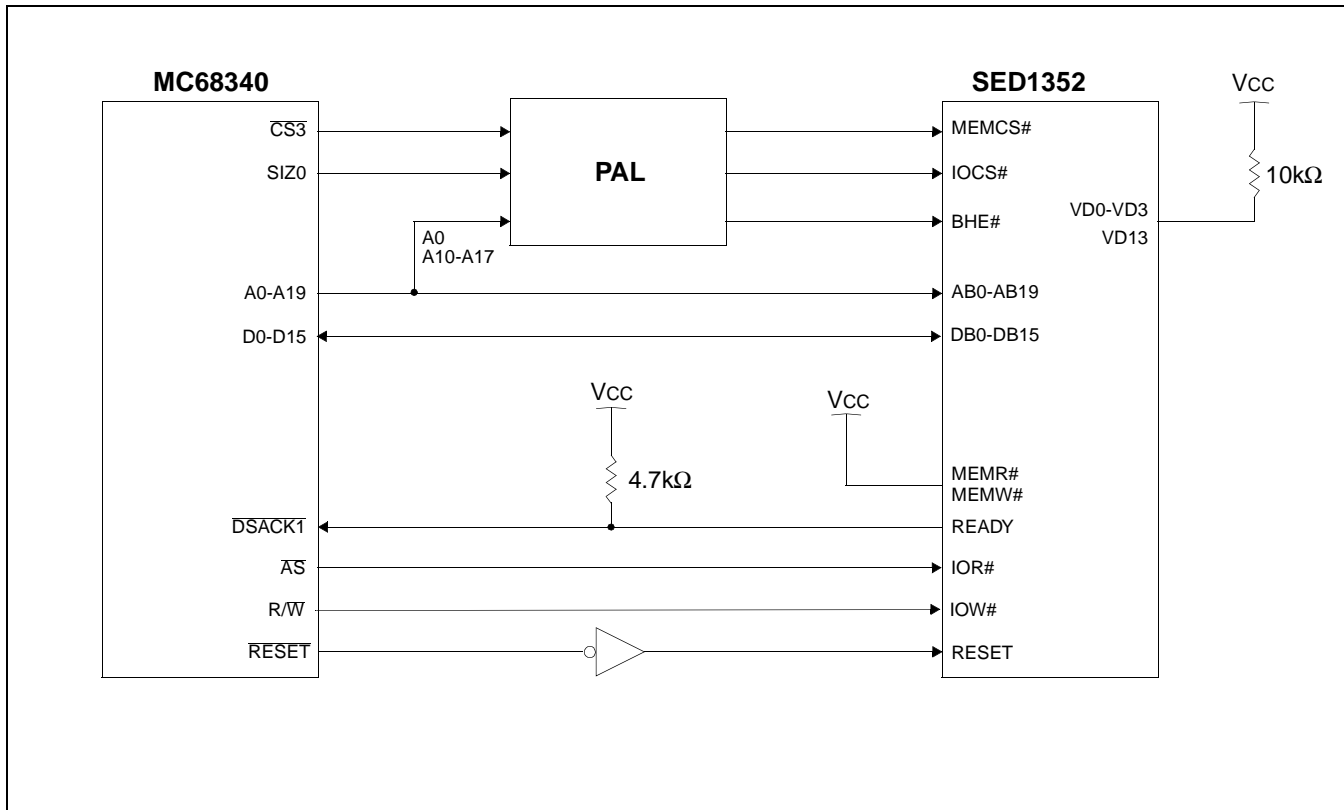 MC68340
SED1352
VCC
CS3
MEMCS#
SIZ0
PAL
IOCS#
10kΩ
VD0-VD3
BHE#
VD13
A0
A10-A17
A0-A19
AB0-AB19
D0-D15
DB0-DB15
VCC
VCC
4.7kΩ
MEMR#
MEMW#
DSACK1
READY
AS
IOR#
R/W
IOW#
RESET
RESET